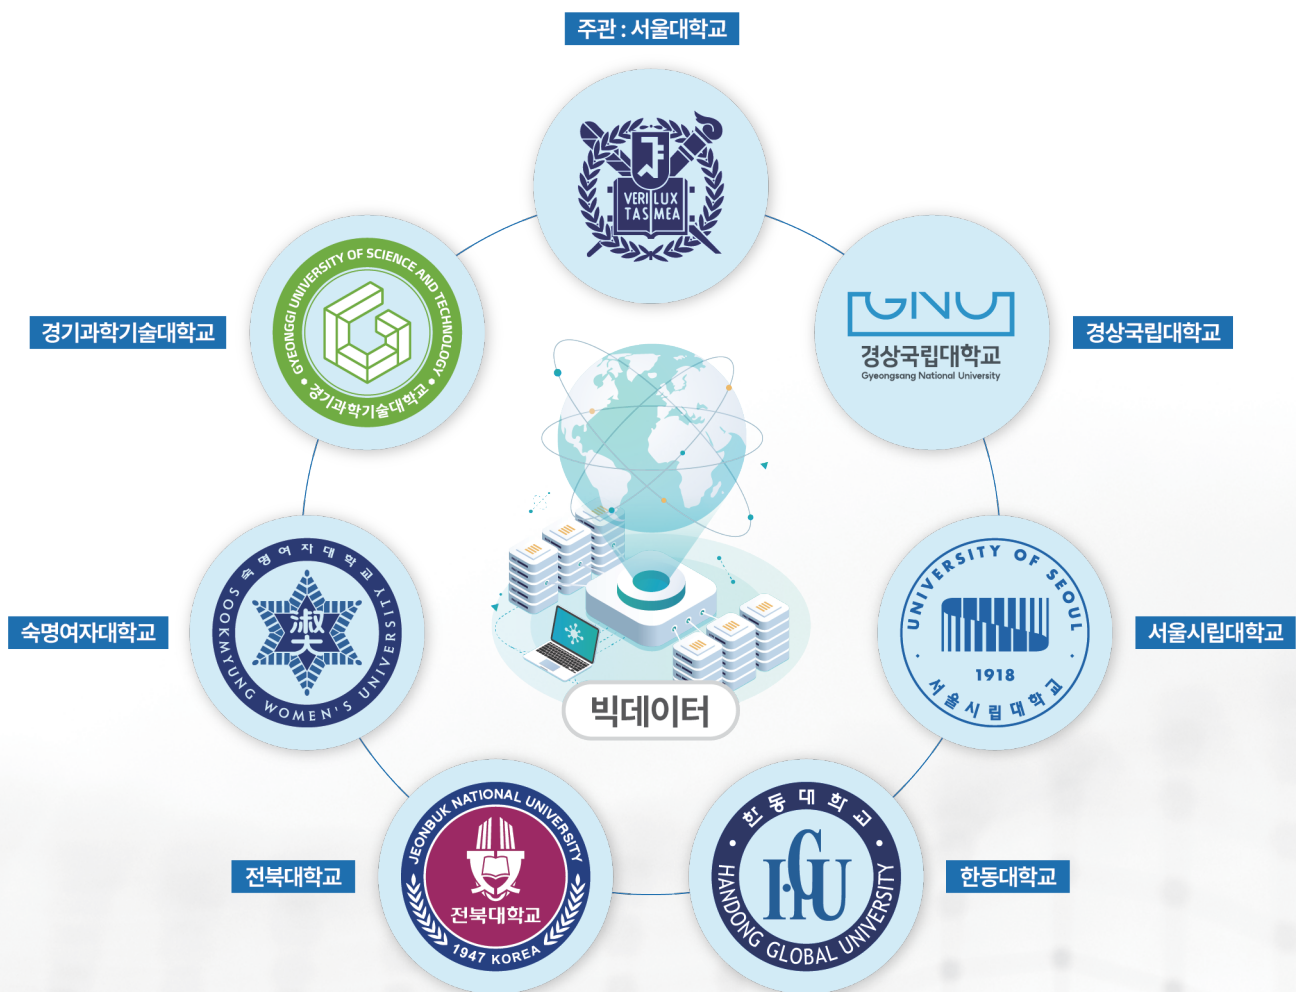 주관 : 서울대학교
VERI LUX
TAS MEA
GYEONGGI UNIVERSITY OF SCIENCE AND TECHNOLOGY
경기과학기술대학교
경기과학기술대학교
GNU
경상국립대학교
Gyeongsang National University
경상국립대학교
숙명여자대학교
숙명여자대학교
淑大
SOOKMYUNG WOMEN'S UNIVERSITY
UNIVERSITY OF SEOUL
1918
서울시립대학교
서울시립대학교
빅데이터
전북대학교
JEONBUK NATIONAL UNIVERSITY
전북대학교
1947 KOREA
한동대학교
HGU
HANDONG GLOBAL UNIVERSITY
한동대학교